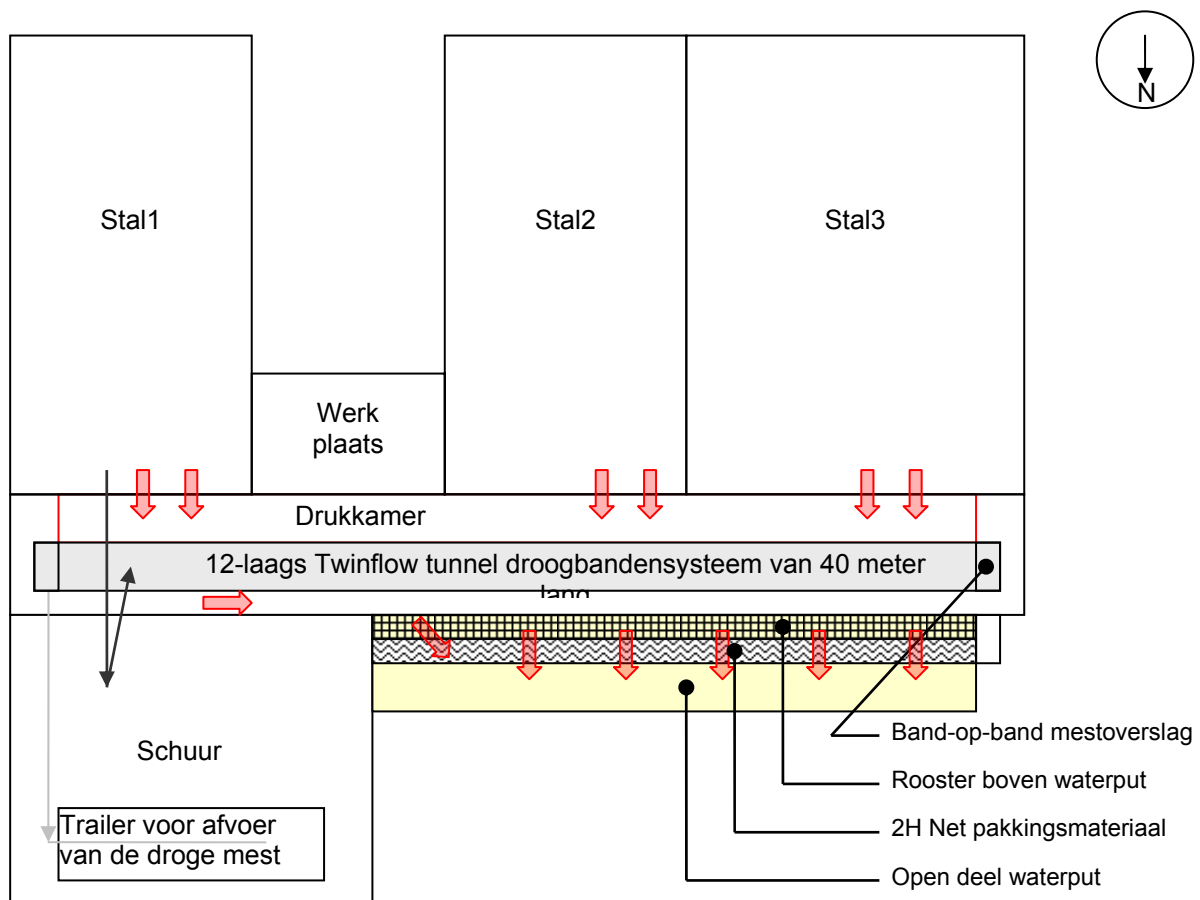 N
Stal1
Stal2
Stal3
Werk
plaats
Drukkamer
12-laags Twinflow tunnel droogbandensysteem van 40 meter
lang
Schuur
Band-op-band mestoverslag
Rooster boven waterput
2H Net pakkingsmateriaal
Open deel waterput
Trailer voor afvoer
van de droge mest